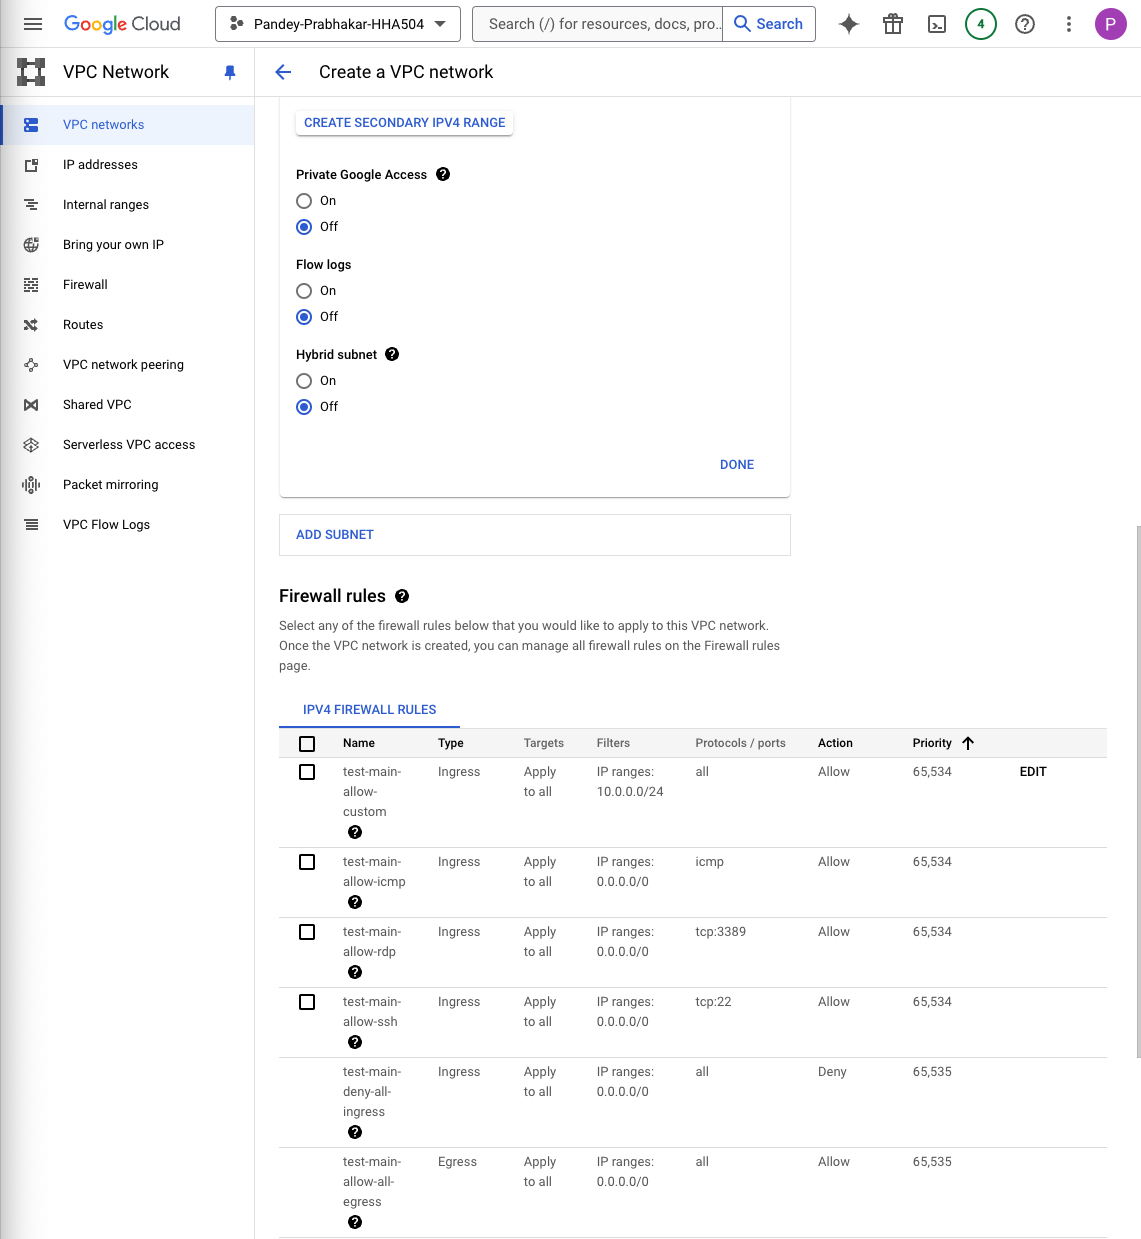 Google Cloud
Pandey-Prabhakar-HHA504
Search (/) for resources, docs, pro...
Search
4
P
VPC Network
Create a VPC network
VPC networks
IP addresses
Internal ranges
Bring your own IP
Firewall
Routes
VPC network peering
Shared VPC
Serverless VPC access
Packet mirroring
VPC Flow Logs
CREATE SECONDARY IPV4 RANGE
Private Google Access
On
Off
Flow logs
On
Off
Hybrid subnet
On
Off
DONE
ADD SUBNET
Firewall rules
Select any of the firewall rules below that you would like to apply to this VPC network.
Once the VPC network is created, you can manage all firewall rules on the Firewall rules
page.
IPV4 FIREWALL RULES
Name Type Targets Filters Protocols / ports Action Priority
test-main- Ingress Apply IP ranges: all Allow 65,534 EDIT
allow- to all 10.0.0.0/24
custom
test-main- Ingress Apply IP ranges: icmp Allow 65,534
allow-icmp to all 0.0.0.0/0
test-main- Ingress Apply IP ranges: tcp:3389 Allow 65,534
allow-rdp to all 0.0.0.0/0
test-main- Ingress Apply IP ranges: tcp:22 Allow 65,534
allow-ssh to all 0.0.0.0/0
test-main- Ingress Apply IP ranges: all Deny 65,535
deny-all- to all 0.0.0.0/0
ingress
test-main- Egress Apply IP ranges: all Allow 65,535
allow-all- to all 0.0.0.0/0
egress